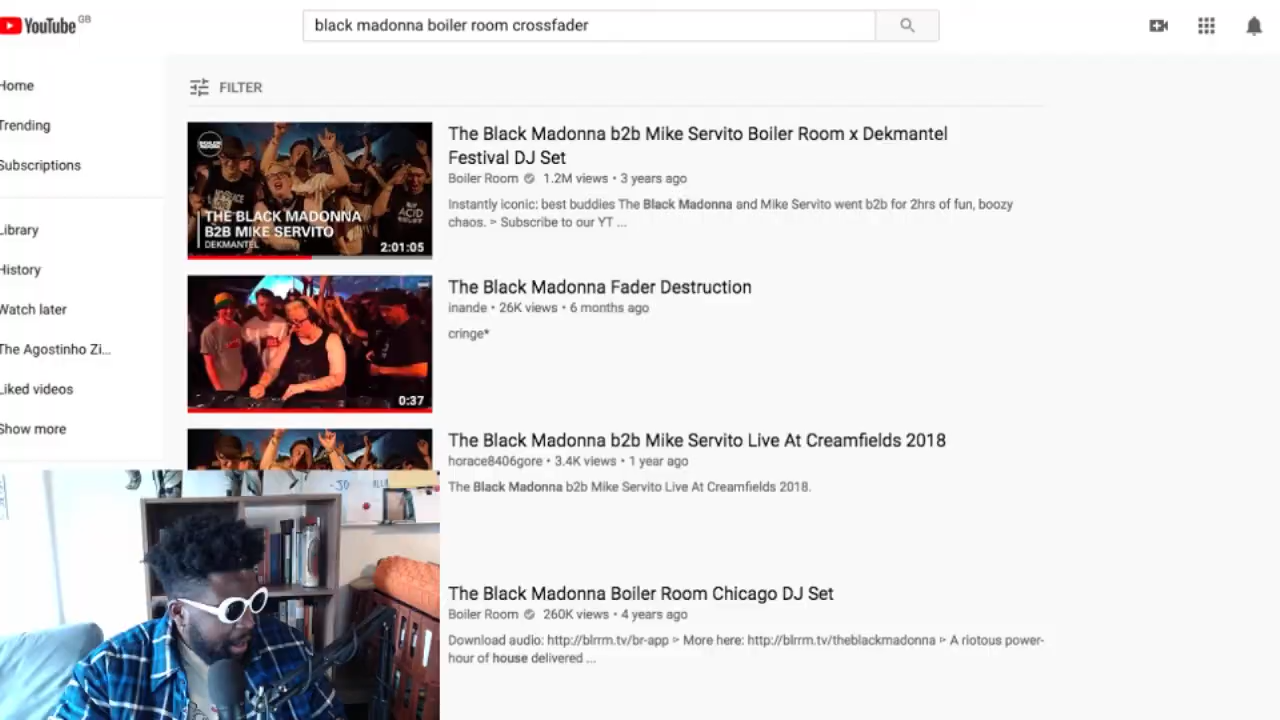 YouTube GB
black madonna boiler room crossfader
Home
Trending
Subscriptions
Library
History
Watch later
The Agostinho Zi...
Liked videos
Show more
FILTER
THE BLACK MADONNA
B2B MIKE SERVITO
DEKMANTEL
2:01:05
The Black Madonna b2b Mike Servito Boiler Room x Dekmantel
Festival DJ Set
Boiler Room 1.2M views • 3 years ago
Instantly iconic: best buddies The Black Madonna and Mike Servito went b2b for 2hrs of fun, boozy
chaos. ► Subscribe to our YT ...
0:37
The Black Madonna Fader Destruction
inande • 26K views • 6 months ago
cringe*
The Black Madonna b2b Mike Servito Live At Creamfields 2018
horace8406gore • 3.4K views • 1 year ago
The Black Madonna b2b Mike Servito Live At Creamfields 2018.
The Black Madonna Boiler Room Chicago DJ Set
Boiler Room 260K views • 4 years ago
Download audio: http://blrrm.tv/br-app ► More here: http://blrrm.tv/theblackmadonna ► A riotous power-
hour of house delivered ...